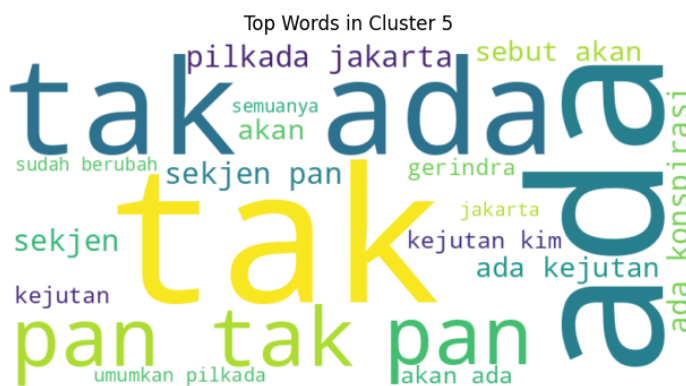 Top Words in Cluster 5
tak ada
pilkada jakarta
sebut akan
semuanya
akan
ada
ada konspirasi
sudah berubah
sekjen pan
gerindra
tak
jakarta
sekjen
kejutan kim
ada kejutan
kejutan
pan tak
pan
umumkan pilkada
akan ada